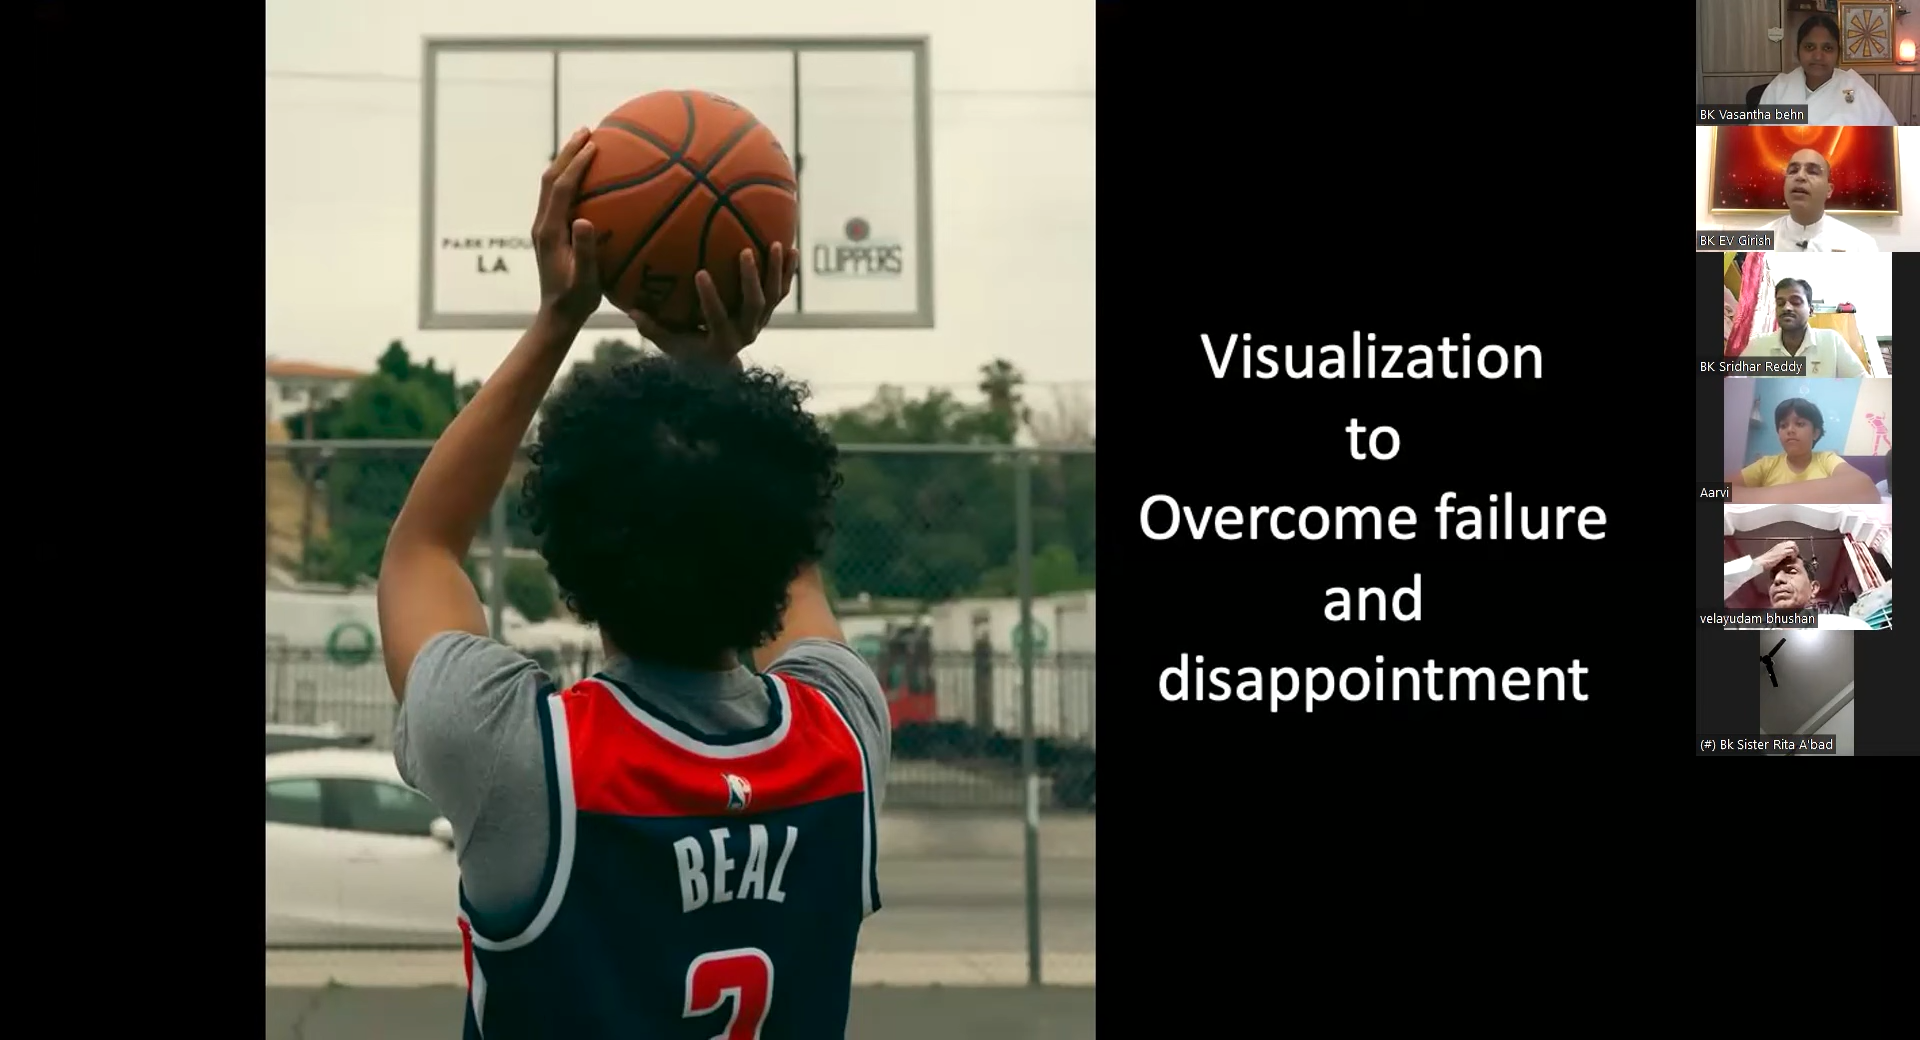 PARK PROU
LA
CLIPPERS
BEAL
Visualization
to
Overcome failure
and
disappointment
BK Vasantha behn
BK EV Girish
BK Sridhar Reddy
Aarvi
velayudam bhushan
(#) Bk Sister Rita A'bad